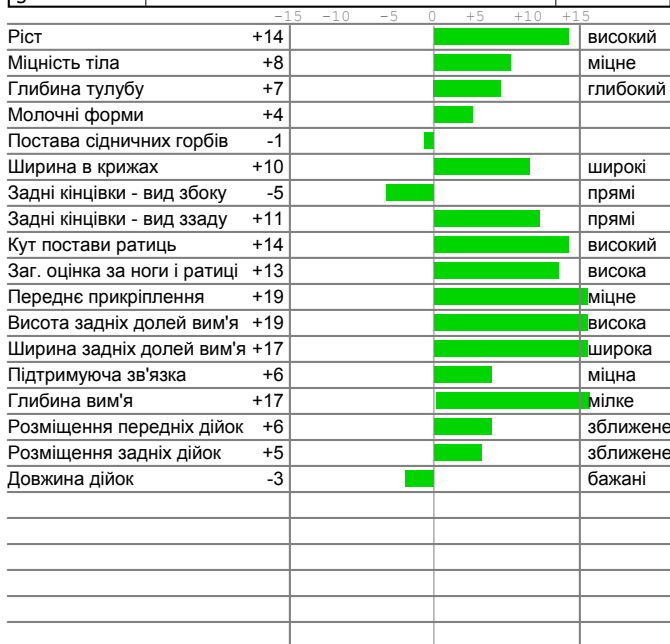 -15 -10 -5 0 +5 +10 +15
Ріст +14 високий
Міцність тіла +8 міцне
Глибина тулубу +7 глибокий
Молочні форми +4
Постава сідничних горбів -1
Ширина в крижах +10 широкі
Задні кінцівки - вид збоку -5 прямі
Задні кінцівки - вид ззаду +11 прямі
Кут постави ратиць +14 високий
Заг. оцінка за ноги і ратиці +13 висока
Переднє прикріплення +19 міцне
Висота задніх долей вим'я +19 висока
Ширина задніх долей вим'я +17 широка
Підтримуюча зв'язка +6 міцна
Глибина вим'я +17 мілке
Розміщення передніх дійок +6 зближене
Розміщення задніх дійок +5 зближене
Довжина дійок -3 бажані